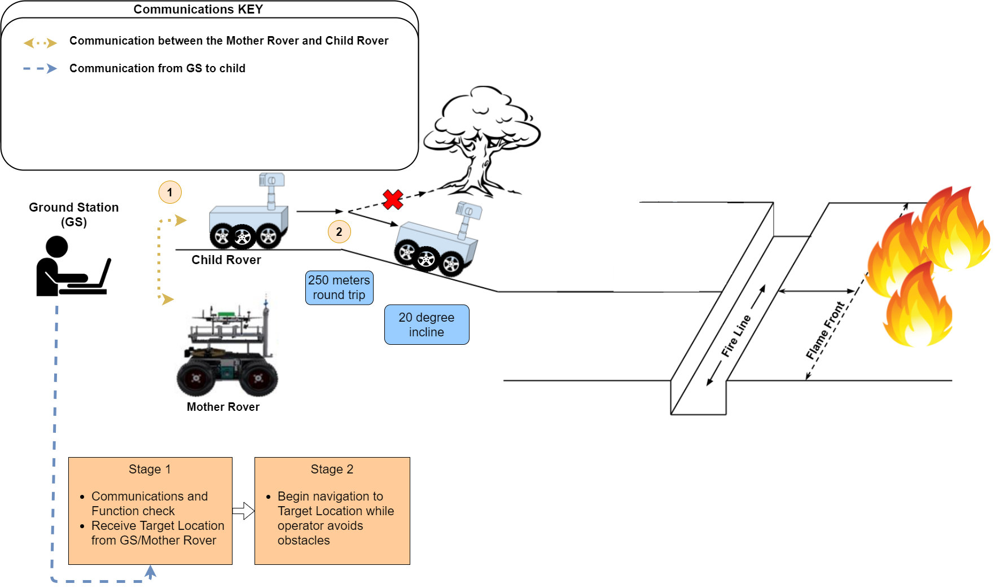 Communications KEY
Communication between the Mother Rover and Child Rover
Communication from GS to child
1
Ground Station
(GS)
2
Child Rover
250 meters
round trip
20 degree
incline
Fire Line
Flame Front
Mother Rover
Stage 1
• Communications and
Function check
• Receive Target Location
from GS/Mother Rover
Stage 2
• Begin navigation to
Target Location while
operator avoids
obstacles